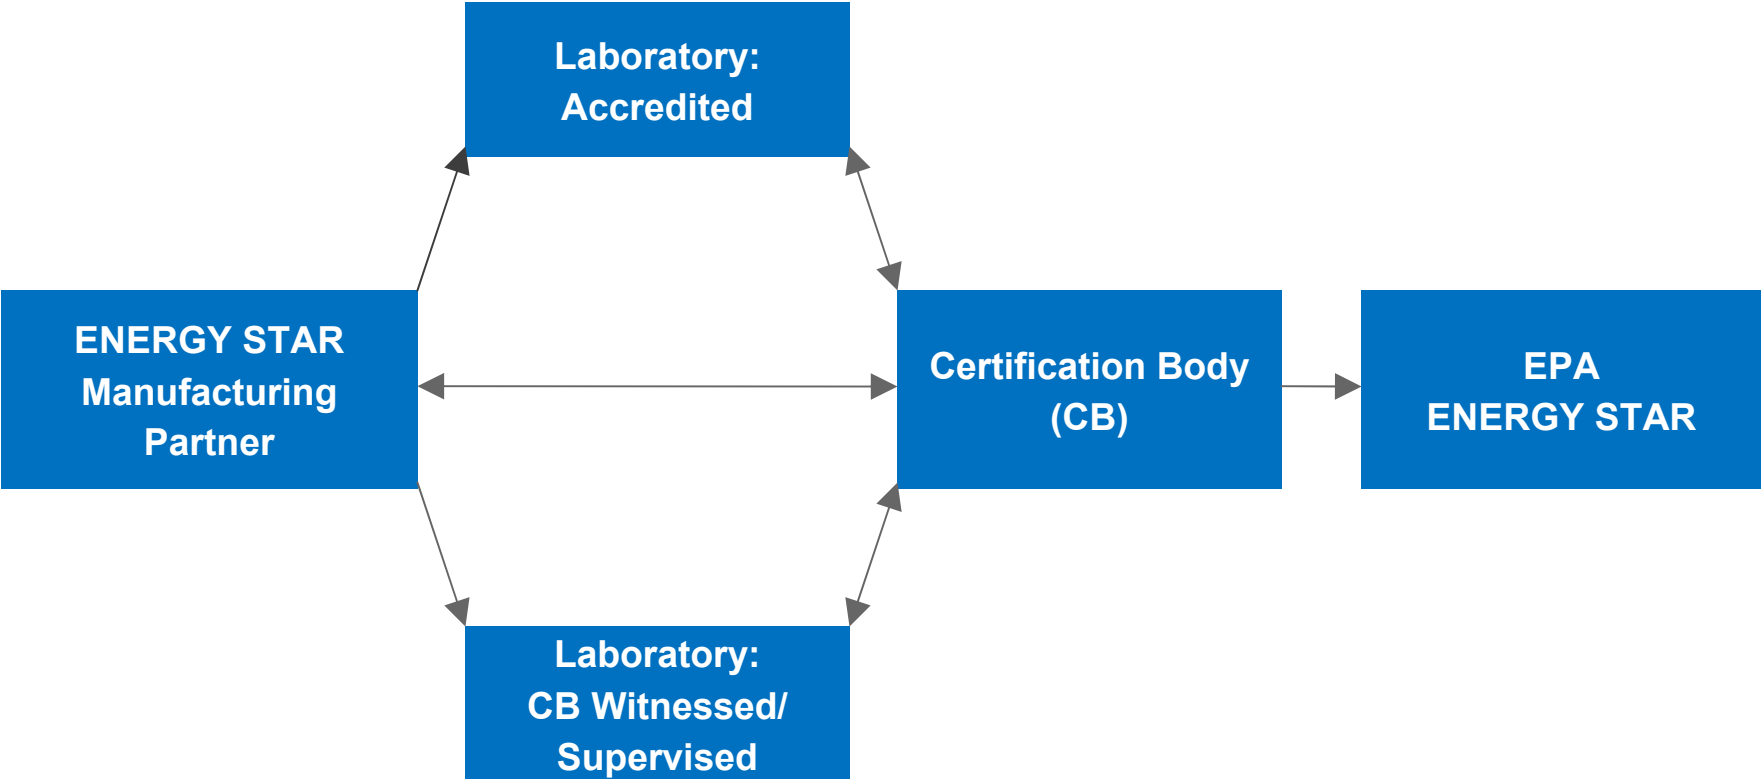 Laboratory:
Accredited
ENERGY STAR
Manufacturing
Partner
Certification Body
(CB)
EPA
ENERGY STAR
Laboratory:
CB Witnessed/
Supervised